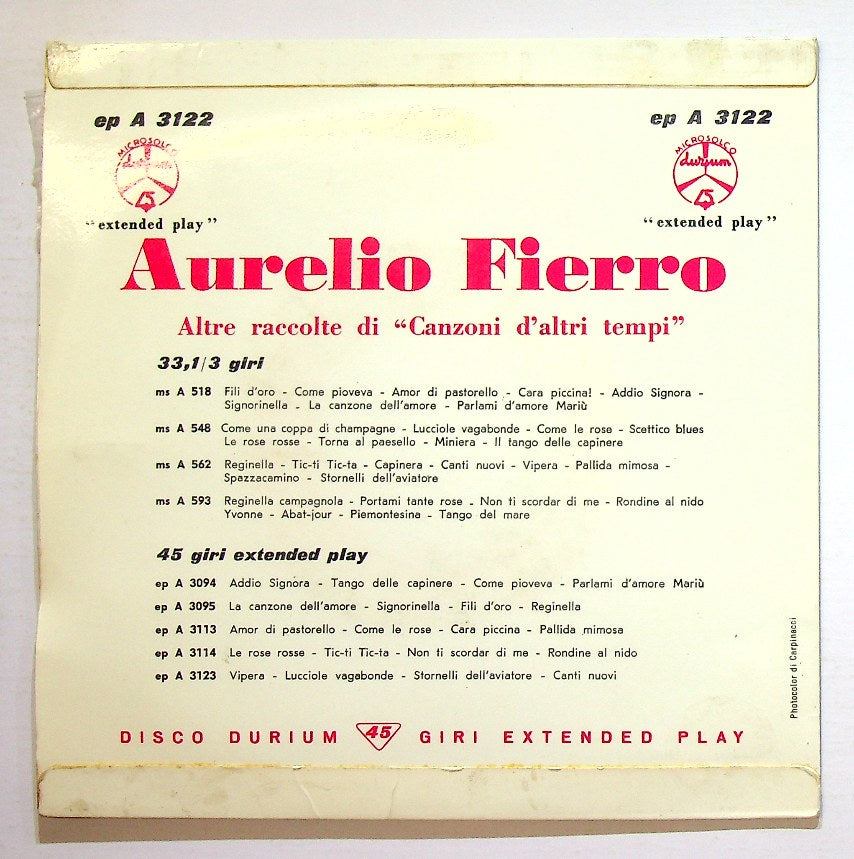 ep A 3122
ep A 3122
MICROSOLCO
durium
45
MICROSOLCO
durium
45
"extended play"
"extended play"
Aurelio Fierro
Altre raccolte di "Canzoni d'altri tempi"
33,1/3 giri
ms A 518 Fili d'oro - Come pioveva - Amor di pastorello - Cara piccina! - Addio Signora -
Signorinella - La canzone dell'amore - Parlami d'amore Mariù
ms A 548 Come una coppa di champagne - Lucciole vagabonde - Come le rose - Scettico blues
Le rose rosse - Torna al paesello - Miniera - Il tango delle capinere
ms A 562 Reginella - Tic-ti Tic-ta - Capinera - Canti nuovi - Vipera - Pallida mimosa -
Spazzacamino - Stornelli dell'aviatore
ms A 593 Reginella campagnola - Portami tante rose - Non ti scordar di me - Rondine al nido
Yvonne - Abat-jour - Piemontesina - Tango del mare
45 giri extended play
ep A 3094 Addio Signora - Tango delle capinere - Come pioveva - Parlami d'amore Mariù
ep A 3095 La canzone dell'amore - Signorinella - Fili d'oro - Reginella
ep A 3113 Amor di pastorello - Come le rose - Cara piccina - Pallida mimosa
ep A 3114 Le rose rosse - Tic-ti Tic-ta - Non ti scordar di me - Rondine al nido
ep A 3123 Vipera - Lucciole vagabonde - Stornelli dell'aviatore - Canti nuovi
Photocolor di Carpinacci
DISCO DURIUM 45 GIRI EXTENDED PLAY